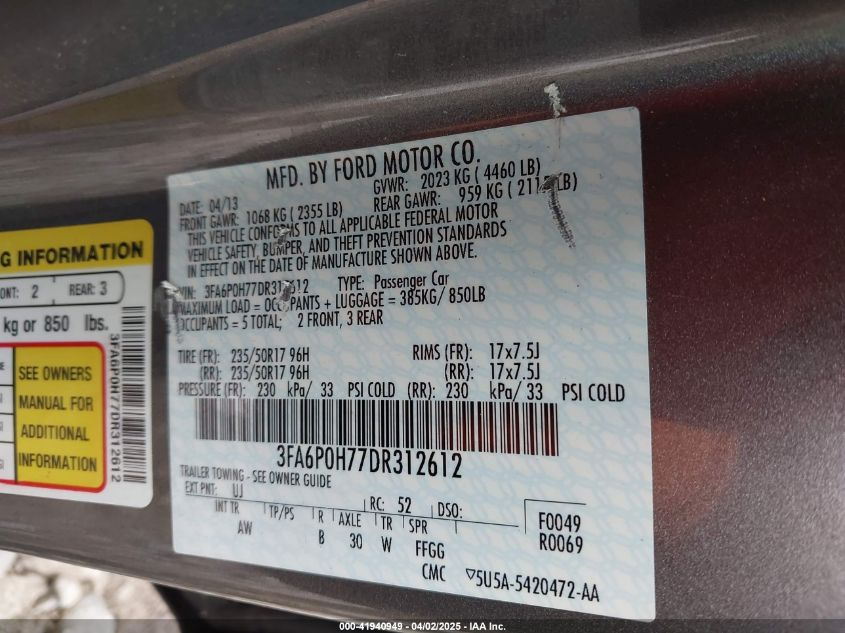 MFD. BY FORD MOTOR CO.
DATE: 04/13 GVWR: 2023 KG ( 4460 LB)
FRONT GAWR: 1068 KG ( 2355 LB) REAR GAWR: 959 KG ( LB)
THIS VEHICLE CONFORMS TO ALL APPLICABLE FEDERAL MOTOR
VEHICLE SAFETY, BUMPER, AND THEFT PREVENTION STANDARDS
IN EFFECT ON THE DATE OF MANUFACTURE SHOWN ABOVE.
VIN: 3FA6P0H77DR312612 TYPE: Passenger Car
MAXIMUM LOAD = OCCUPANTS + LUGGAGE = 385KG/ 850LB
OCCUPANTS = 5 TOTAL; 2 FRONT, 3 REAR
TIRE (FR): 235/50R17 96H RIMS (FR): 17x7.5J
(RR): 235/50R17 96H (RR): 17x7.5J
PRESSURE (FR): 230 kPa/ 33 PSI COLD (RR): 230 kPa/ 33 PSI COLD
3FA6P0H77DR312612
TRAILER TOWING - SEE OWNER GUIDE
EXT PNT: UJ RC: 52 DSO:
INT TR TP/PS R AXLE TR SPR F0049
AW B 30 W FFGG R0069
CMC ▽5U5A-5420472-AA
G INFORMATION
ONT: 2 REAR: 3
kg or 850 lbs.
SEE OWNERS
MANUAL FOR
ADDITIONAL
INFORMATION
3FA6P0H77DR312612
000-41940949 - 04/02/2025 - IAA Inc.